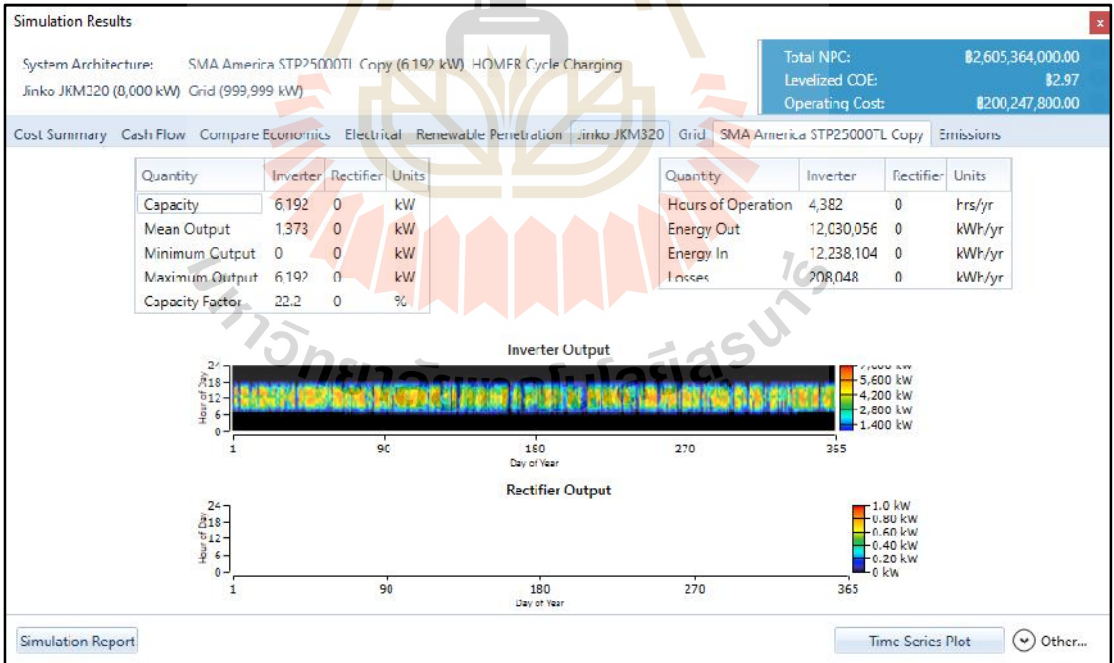 Simulation Results
x
System Architecture: SMA America STP25000TL Copy (6,192 kW) HOMER Cycle Charging
Jinko JKM320 (8,000 kW) Grid (999,999 kW)
Total NPC: ฿2,605,364,000.00
Levelized COE: ฿2.97
Operating Cost: ฿200,247,800.00
Cost Summary Cash Flow Compare Economics Electrical Renewable Penetration Jinko JKM320 Grid SMA America STP25000TL Copy Emissions
Quantity Inverter Rectifier Units
Capacity 6,192 0 kW
Mean Output 1,373 0 kW
Minimum Output 0 0 kW
Maximum Output 6,192 0 kW
Capacity Factor 22.2 0 %
Quantity Inverter Rectifier Units
Hours of Operation 4,382 0 hrs/yr
Energy Out 12,030,056 0 kWh/yr
Energy In 12,238,104 0 kWh/yr
Losses 208,048 0 kWh/yr
Inverter Output
Hour of Day
24
18
12
6
0
5,600 kW
4,200 kW
2,800 kW
1,400 kW
1 90 180 270 365
Day of Year
Rectifier Output
Hour of Day
24
18
12
6
0
1.0 kW
0.80 kW
0.60 kW
0.40 kW
0.20 kW
0 kW
1 90 180 270 365
Day of Year
Simulation Report
Time Series Plot
Other...